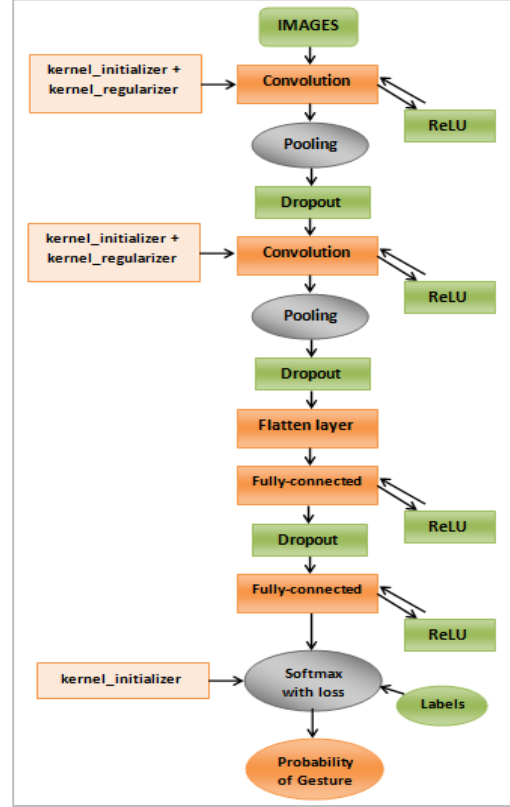 IMAGES
kernel_initializer +
kernel_regularizer
Convolution
ReLU
Pooling
Dropout
kernel_initializer +
kernel_regularizer
Convolution
ReLU
Pooling
Dropout
Flatten layer
Fully-connected
ReLU
Dropout
Fully-connected
ReLU
kernel_initializer
Softmax
with loss
Labels
Probability
of Gesture